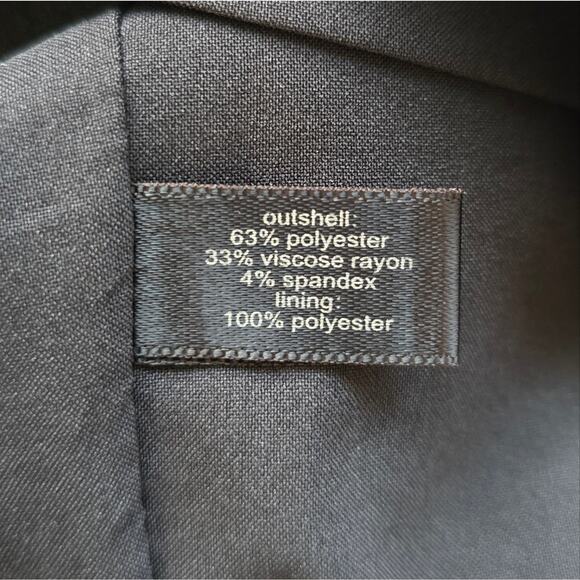 outshell:
63% polyester
33% viscose rayon
4% spandex
lining:
100% polyester